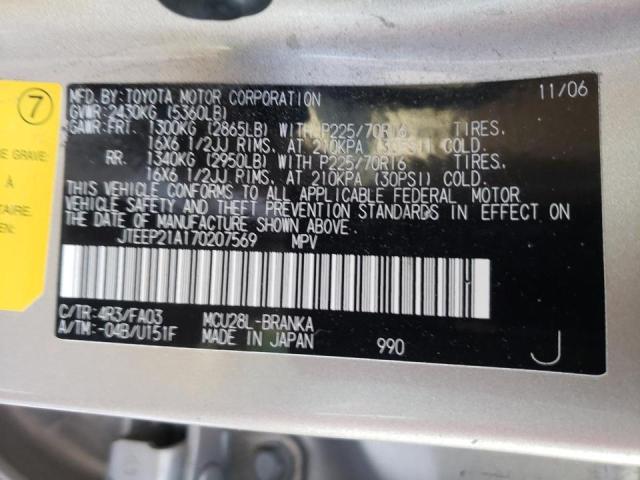 7
E GRAVE:
À
TAIRE.
EN:
MFD.BY:TOYOTA MOTOR CORPORATION 11/06
GVWR:2430KG (5360LB)
GAWR:FRT. 1300KG (2865LB) WITH P225/70R16 TIRES.
16X6 1/2JJ RIMS, AT 210KPA (30PSI) COLD.
RR. 1340KG (2950LB) WITH P225/70R16 TIRES.
16X6 1/2JJ RIMS, AT 210KPA (30PSI) COLD.
THIS VEHICLE CONFORMS TO ALL APPLICABLE FEDERAL MOTOR
VEHICLE SAFETY AND THEFT PREVENTION STANDARDS IN EFFECT ON
THE DATE OF MANUFACTURE SHOWN ABOVE.
JTEEP21A170207569 MPV
C/TR:4R3/FA03 MCU28L-BRANKA
A/TM:-04B/U151F MADE IN JAPAN 990 J